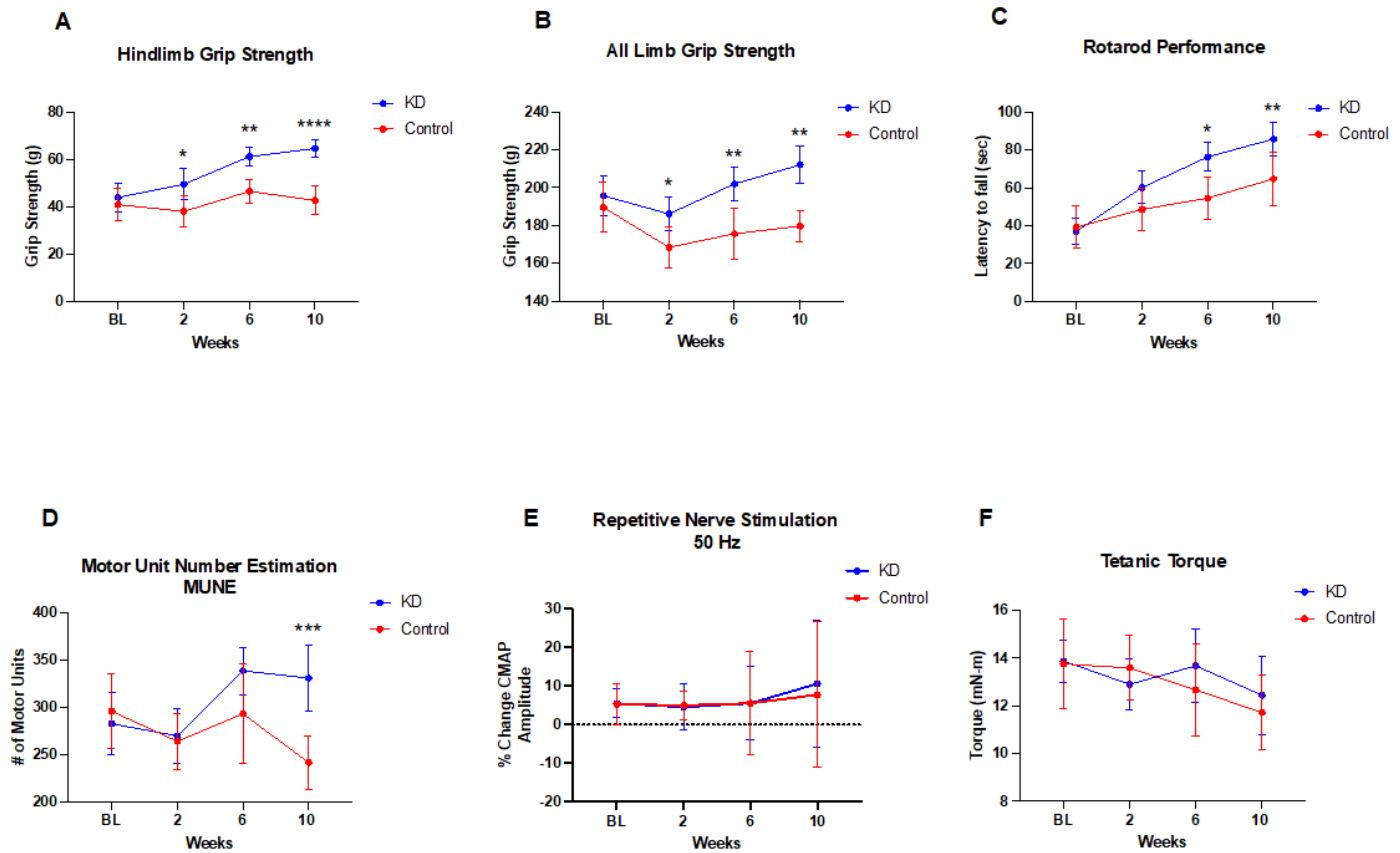 A
Hindlimb Grip Strength
KD
Control
Grip Strength (g)
80
60
40
20
0
*
**
****
BL 2 6 10
Weeks
B
All Limb Grip Strength
KD
Control
Grip Strength (g)
240
220
200
180
160
140
*
**
**
BL 2 6 10
Weeks
C
Rotarod Performance
KD
Control
Latency to fall (sec)
100
80
60
40
20
0
*
**
BL 2 6 10
Weeks
D
Motor Unit Number Estimation
MUNE
KD
Control
# of Motor Units
400
350
300
250
200
***
BL 2 6 10
Weeks
E
Repetitive Nerve Stimulation
50 Hz
KD
Control
% Change CMAP
Amplitude
30
20
10
0
-10
-20
BL 2 6 10
Weeks
F
Tetanic Torque
KD
Control
Torque (mN-m)
16
14
12
10
8
BL 2 6 10
Weeks